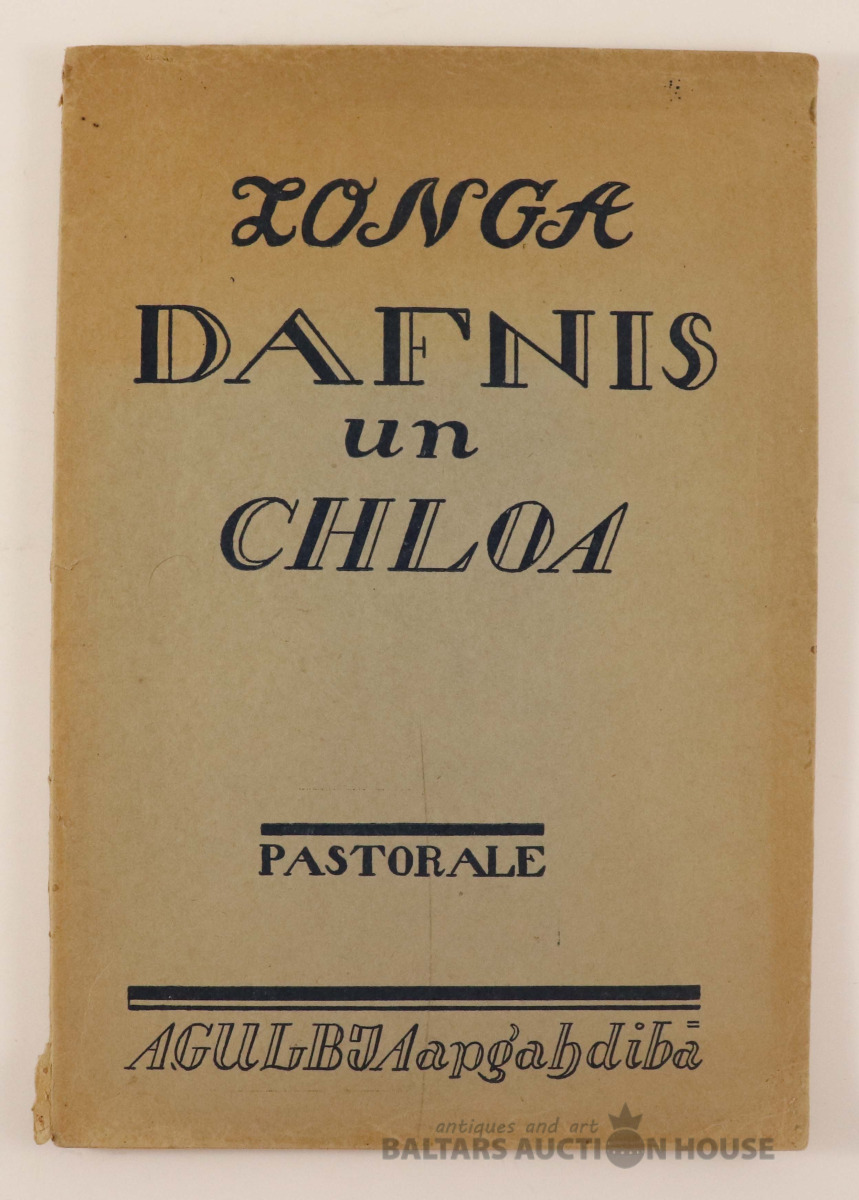 LONGA
DAFNIS
un
CHLOA
PASTORALE
A GULBJA apgahdibā
antiques and art
BALTARS AUCTION HOUSE